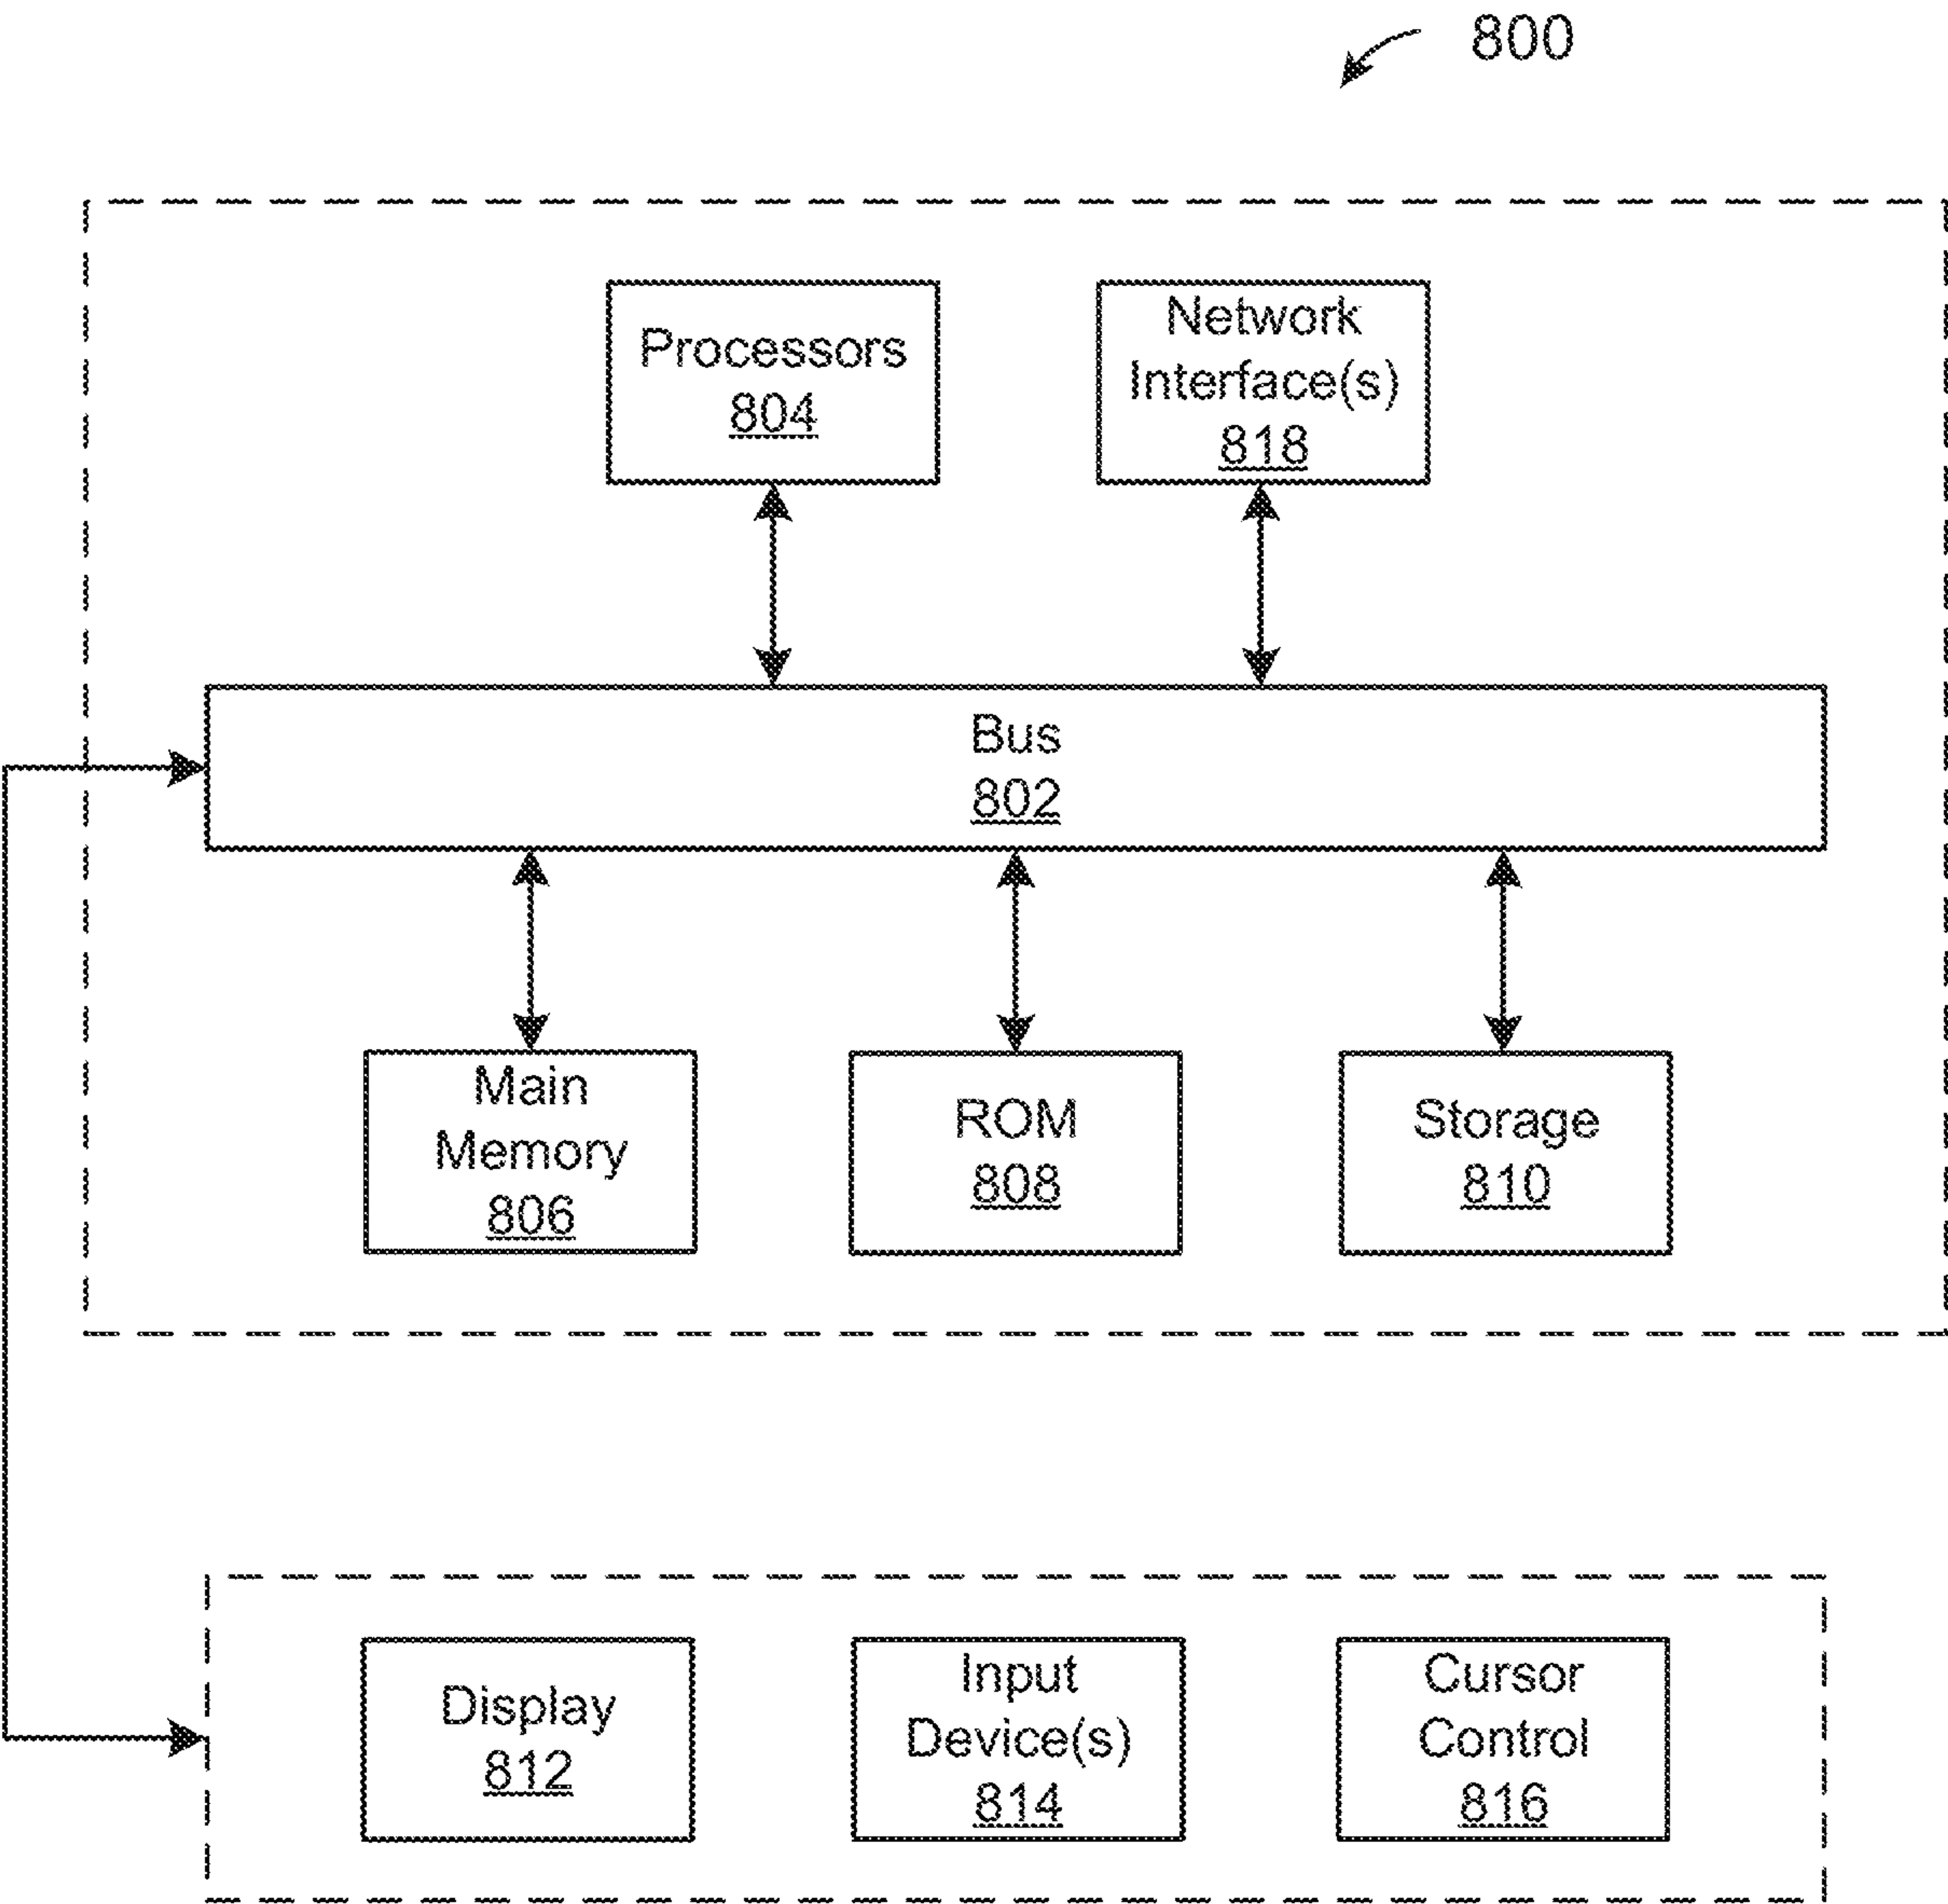 800
Processors
804
Network
Interface(s)
818
Bus
802
Main
Memory
806
ROM
808
Storage
810
Display
812
Input
Device(s)
814
Cursor
Control
816